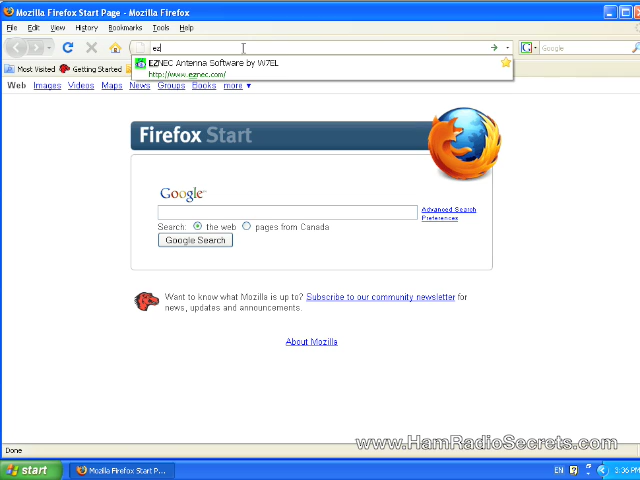 Mozilla Firefox Start Page - Mozilla Firefox
File Edit View History Bookmarks Tools Help
ez
G Google
EZNEC Antenna Software by W7EL
http://www.eznec.com/
Most Visited Getting Started
Web Images Videos Maps News Groups Books more ▼
Firefox Start
Google™
Advanced Search
Preferences
Search: the web pages from Canada
Google Search
Want to know what Mozilla is up to? Subscribe to our community newsletter for
news, updates and announcements.
About Mozilla
www.HamRadioSecrets.com
Done
start Mozilla Firefox Start P... EN ? 3:36 PM